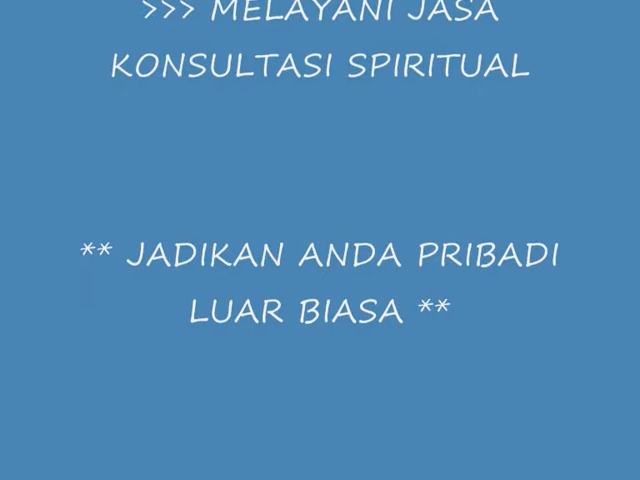 >>> MELAYANI JASA
KONSULTASI SPIRITUAL
** JADIKAN ANDA PRIBADI
LUAR BIASA **